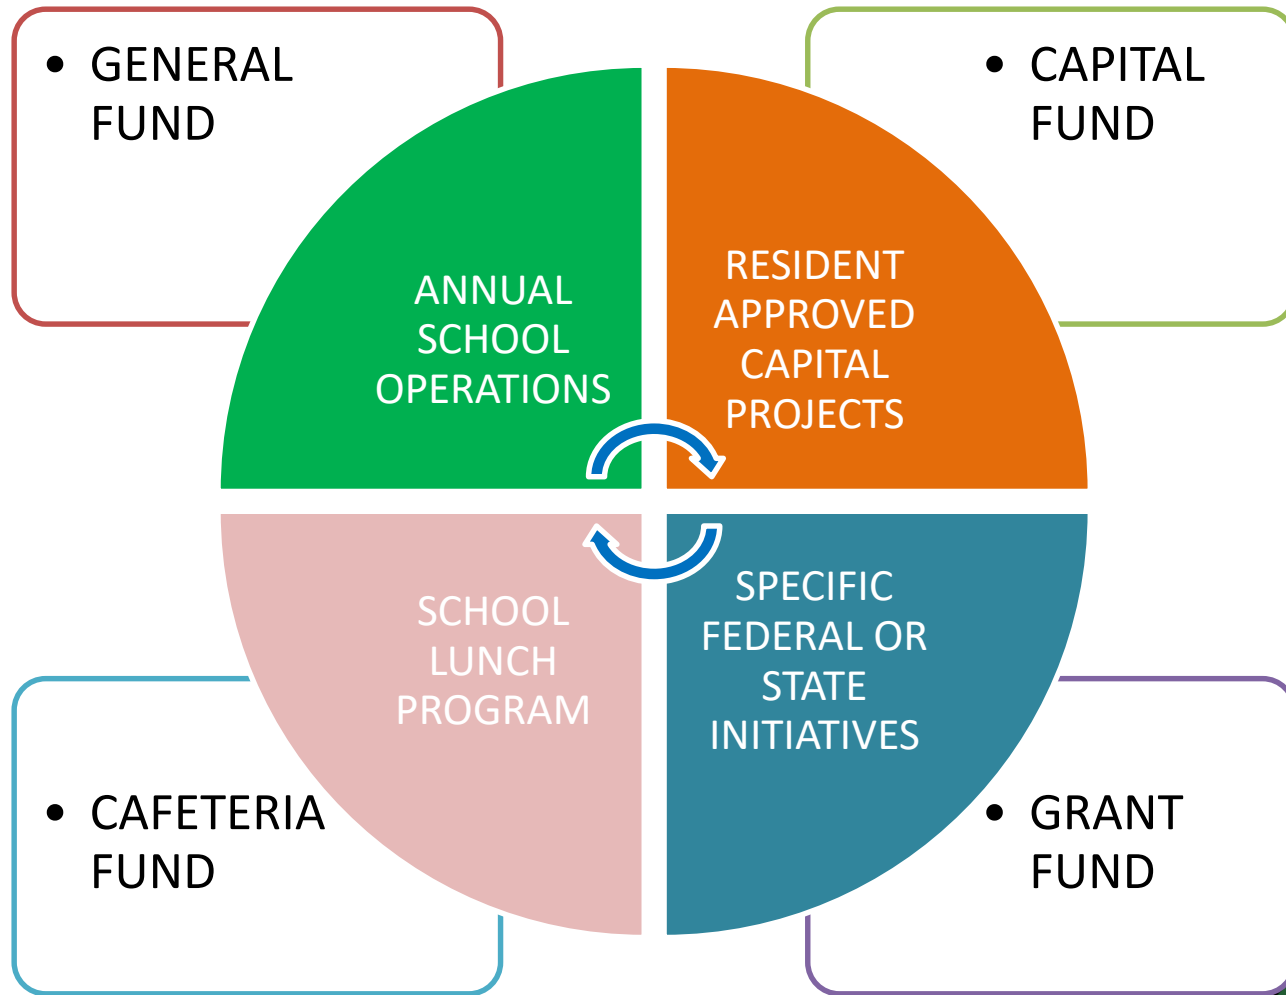 • GENERAL
FUND
• CAPITAL
FUND
ANNUAL
SCHOOL
OPERATIONS
RESIDENT
APPROVED
CAPITAL
PROJECTS
SCHOOL
LUNCH
PROGRAM
SPECIFIC
FEDERAL OR
STATE
INITIATIVES
• CAFETERIA
FUND
• GRANT
FUND